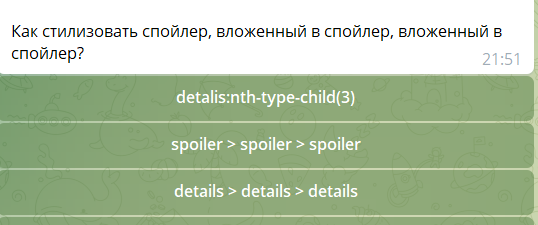 Как стилизовать спойлер, вложенный в спойлер, вложенный в
спойлер?
21:51
detalis:nth-type-child(3)
spoiler > spoiler > spoiler
details > details > details